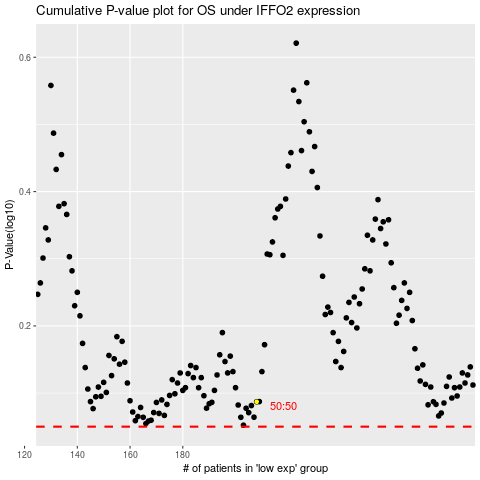 Cumulative P-value plot for OS under IFFO2 expression
P-Value(log10)
0.6
0.4
0.2
50:50
120 140 160 180
# of patients in 'low exp' group